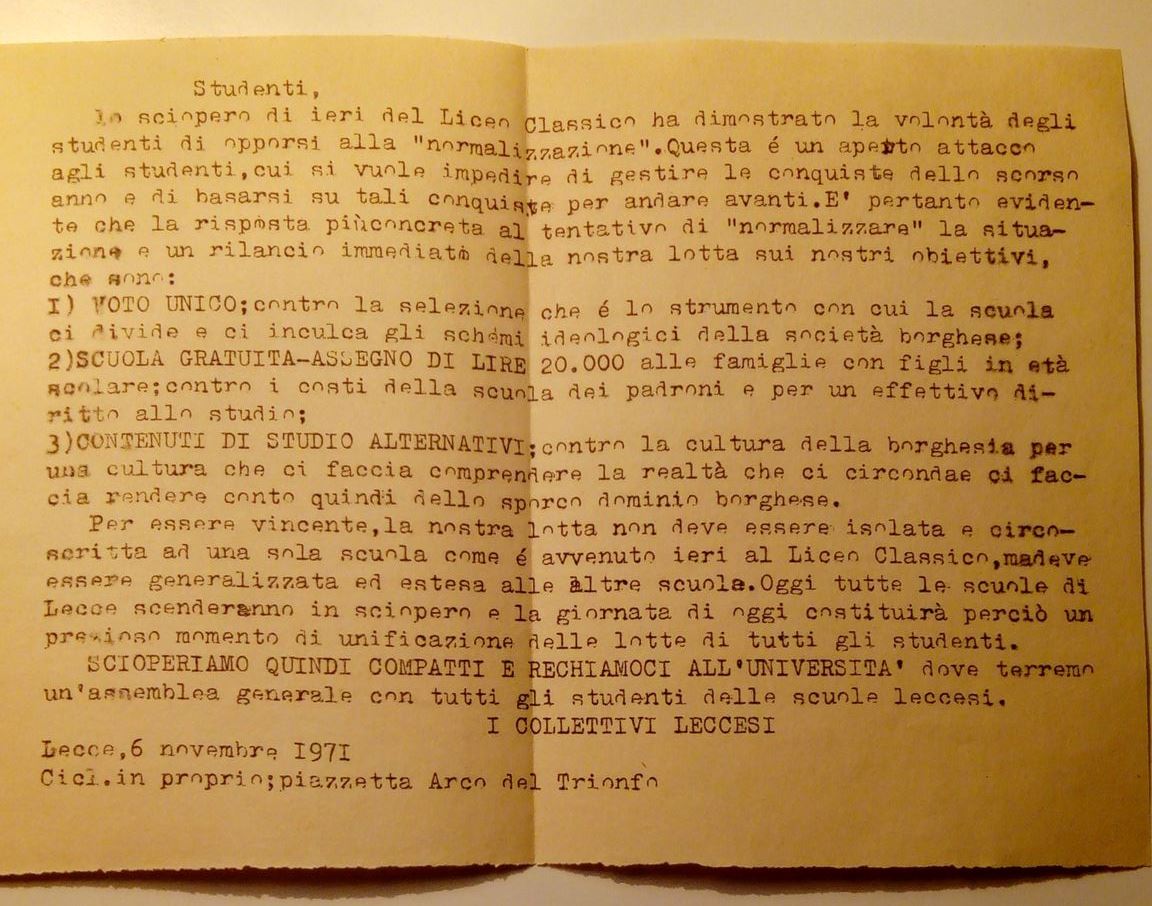 Studenti,
lo sciopero di ieri del Liceo Classico ha dimostrato la volontà degli
studenti di opporsi alla "normalizzazione".Questa é un aperto attacco
agli studenti,cui si vuole impedire di gestire le conquiste dello scorso
anno e di basarsi su tali conquiste per andare avanti.E' pertanto eviden-
te che la risposta piùconcreta al tentativo di "normalizzare" la situa-
zione e un rilancio immediato della nostra lotta sui nostri obiettivi,
che sono:
I) VOTO UNICO;contro la selezione che é lo strumento con cui la scuola
ci divide e ci inculca gli schemi ideologici della società borghese;
2)SCUOLA GRATUITA-ASSEGNO DI LIRE 20.000 alle famiglie con figli in età
scolare;contro i costi della scuola dei padroni e per un effettivo di-
ritto allo studio;
3)CONTENUTI DI STUDIO ALTERNATIVI;contro la cultura della borghesia per
una cultura che ci faccia comprendere la realtà che ci circondae ci fac-
cia rendere conto quindi dello sporco dominio borghese.
Per essere vincente,la nostra lotta non deve essere isolata e circo-
scritta ad una sola scuola come é avvenuto ieri al Liceo Classico,madeve
essere generalizzata ed estesa alle altre scuola.Oggi tutte le scuole di
Lecce scenderanno in sciopero e la giornata di oggi costituirà perciò un
prezioso momento di unificazione delle lotte di tutti gli studenti.
SCIOPERIAMO QUINDI COMPATTI E RECHIAMOCI ALL'UNIVERSITA' dove terremo
un'assemblea generale con tutti gli studenti delle scuole leccesi.
I COLLETTIVI LECCESI
Lecce,6 novembre I97I
Cicl.in proprio;piazzetta Arco del Trionfo